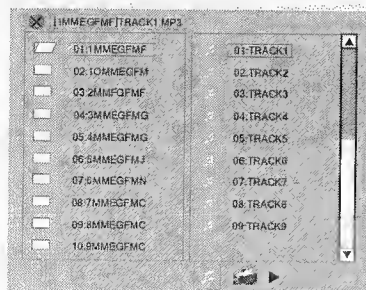 [1MMEGFMF]TRACK1.MP3
01:1MMEGFMF
02:1OMMEGFM
03:2MMFQFMF
04:3MMEGFMG
05:4MMEGFMG
06:5MMEGFMJ
07:6MMEGFMN
08:7MMEGFMC
09:8MMEGFMC
10.9MMEGFMC
01:TRACK1
02:TRACK2
03:TRACK3
04:TRACK4
05:TRACK5
06:TRACK6
07:TRACK7
08:TRACK8
09:TRACK9